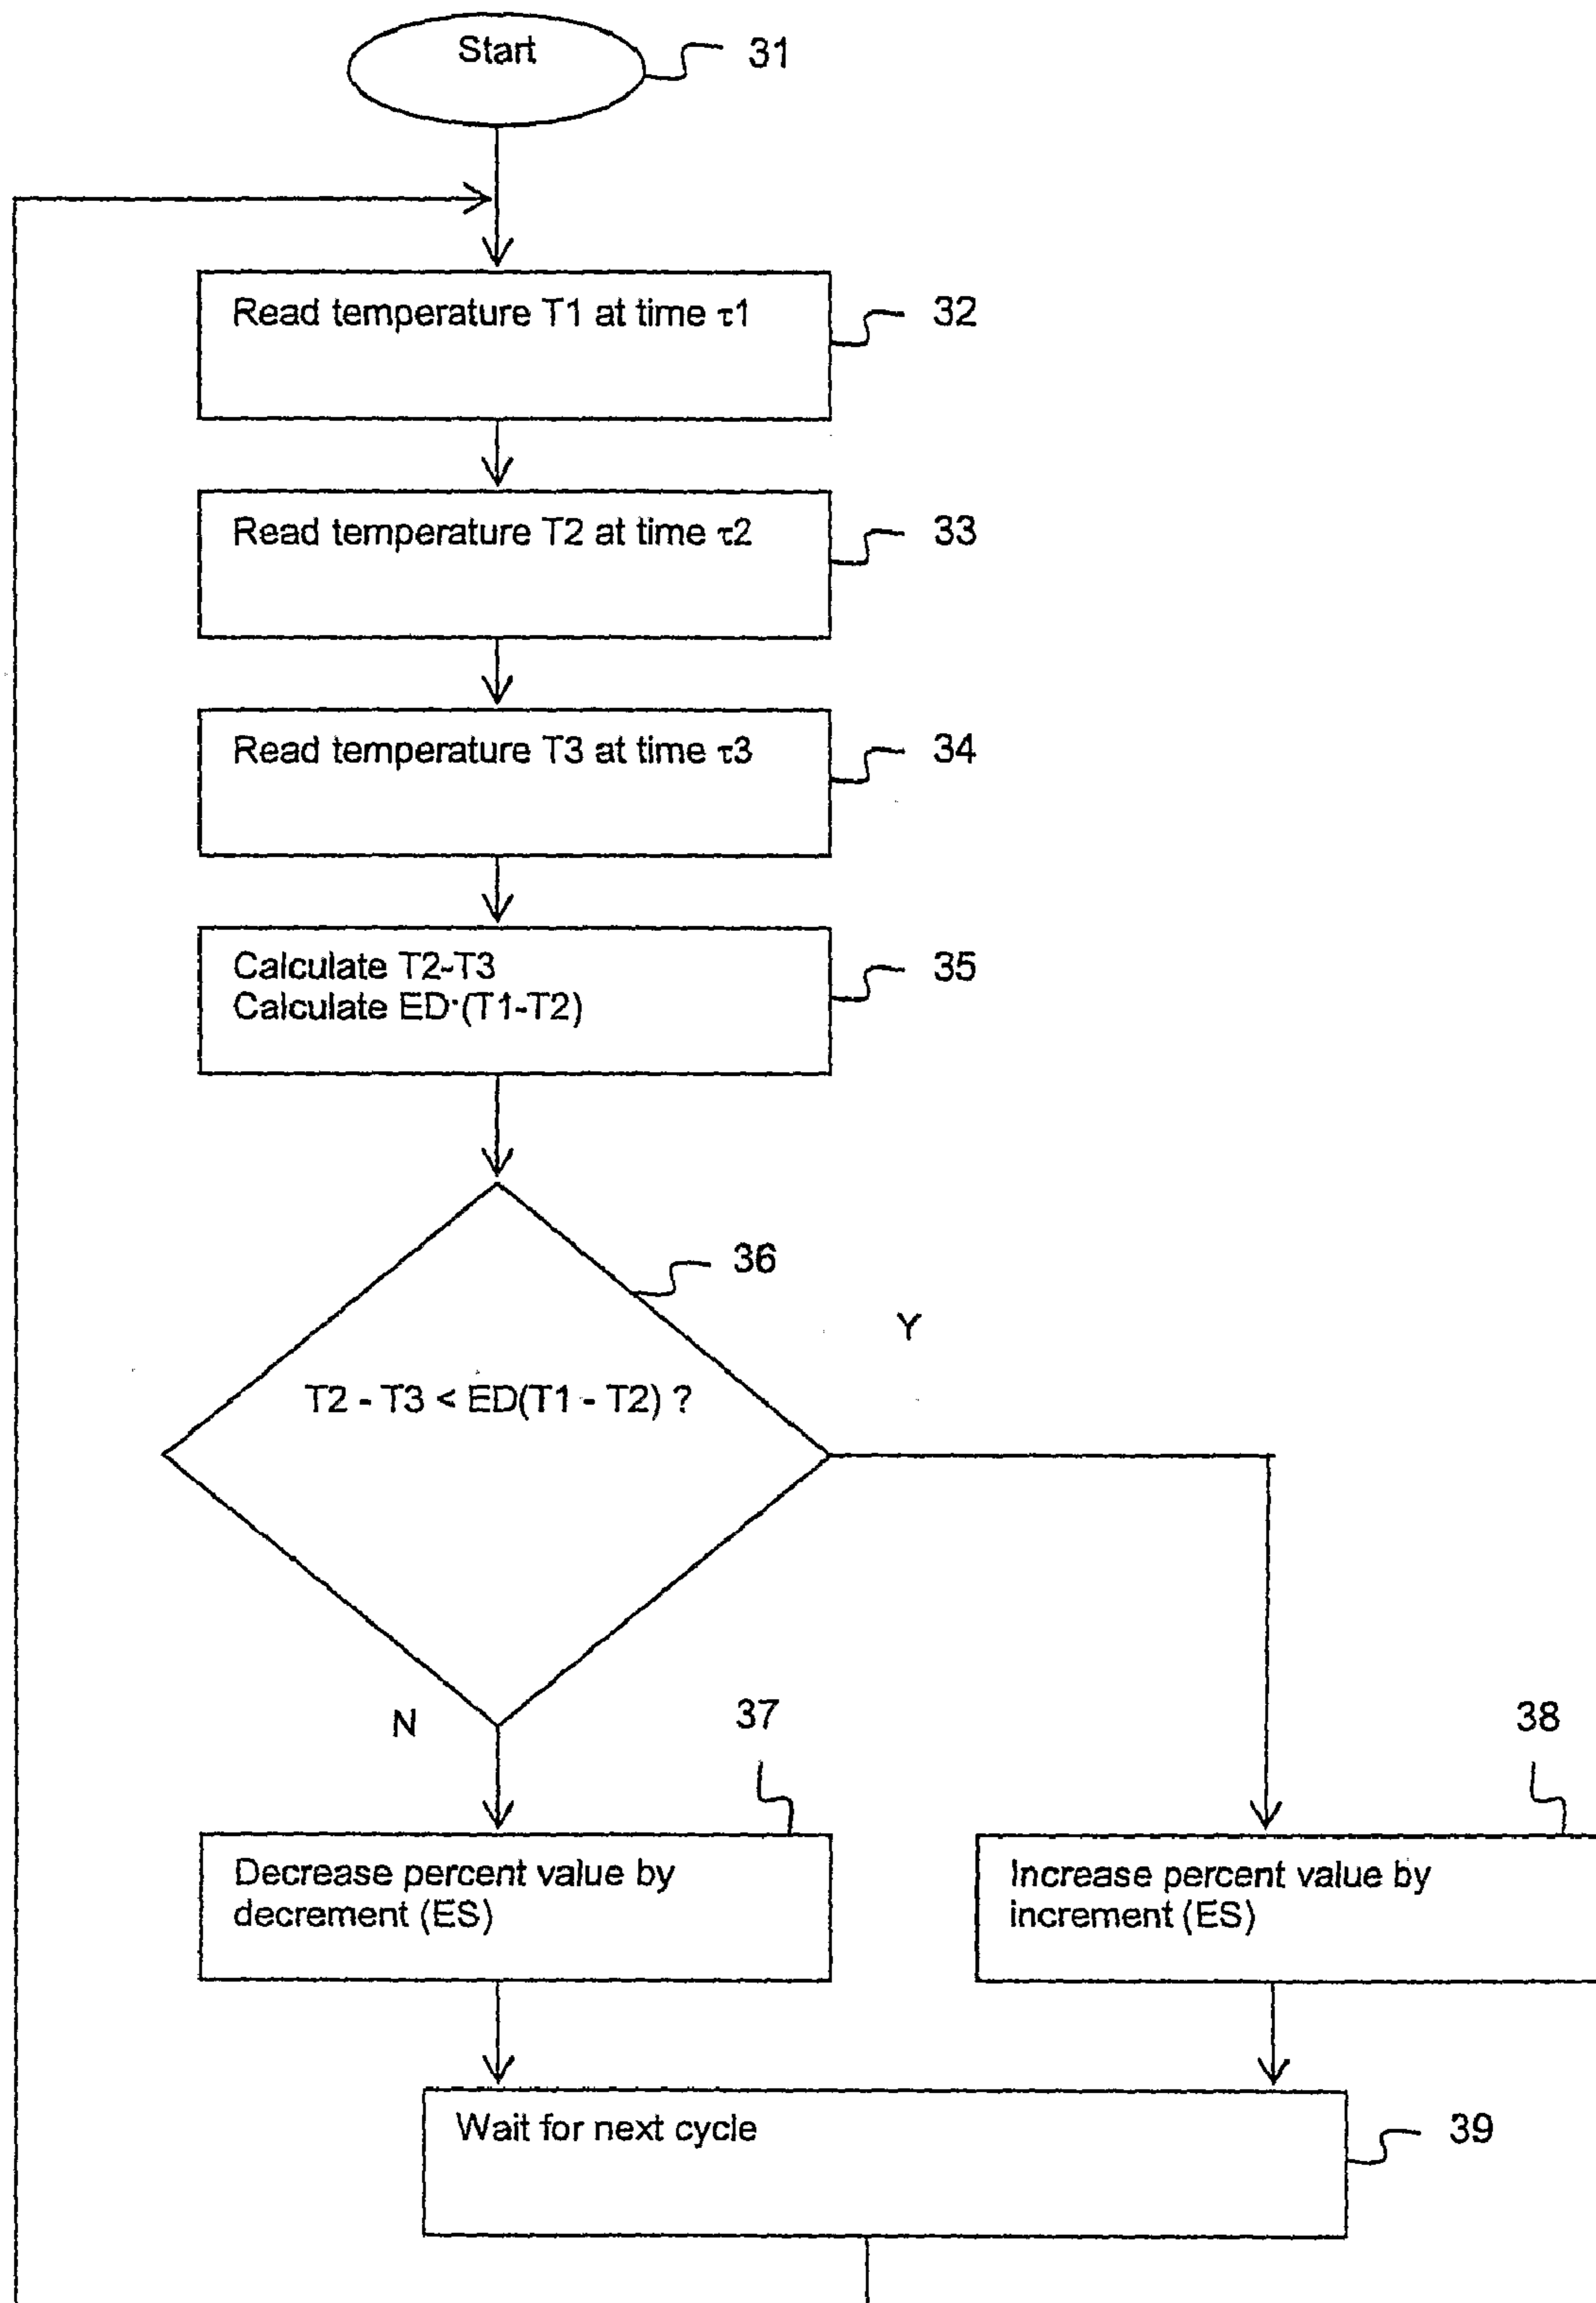 Start
31
Read temperature T1 at time τ1
32
Read temperature T2 at time τ2
33
Read temperature T3 at time τ3
34
Calculate T2-T3
Calculate ED·(T1-T2)
35
36
Y
T2 - T3 < ED(T1 - T2) ?
N
37
38
Decrease percent value by
decrement (ES)
Increase percent value by
increment (ES)
Wait for next cycle
39